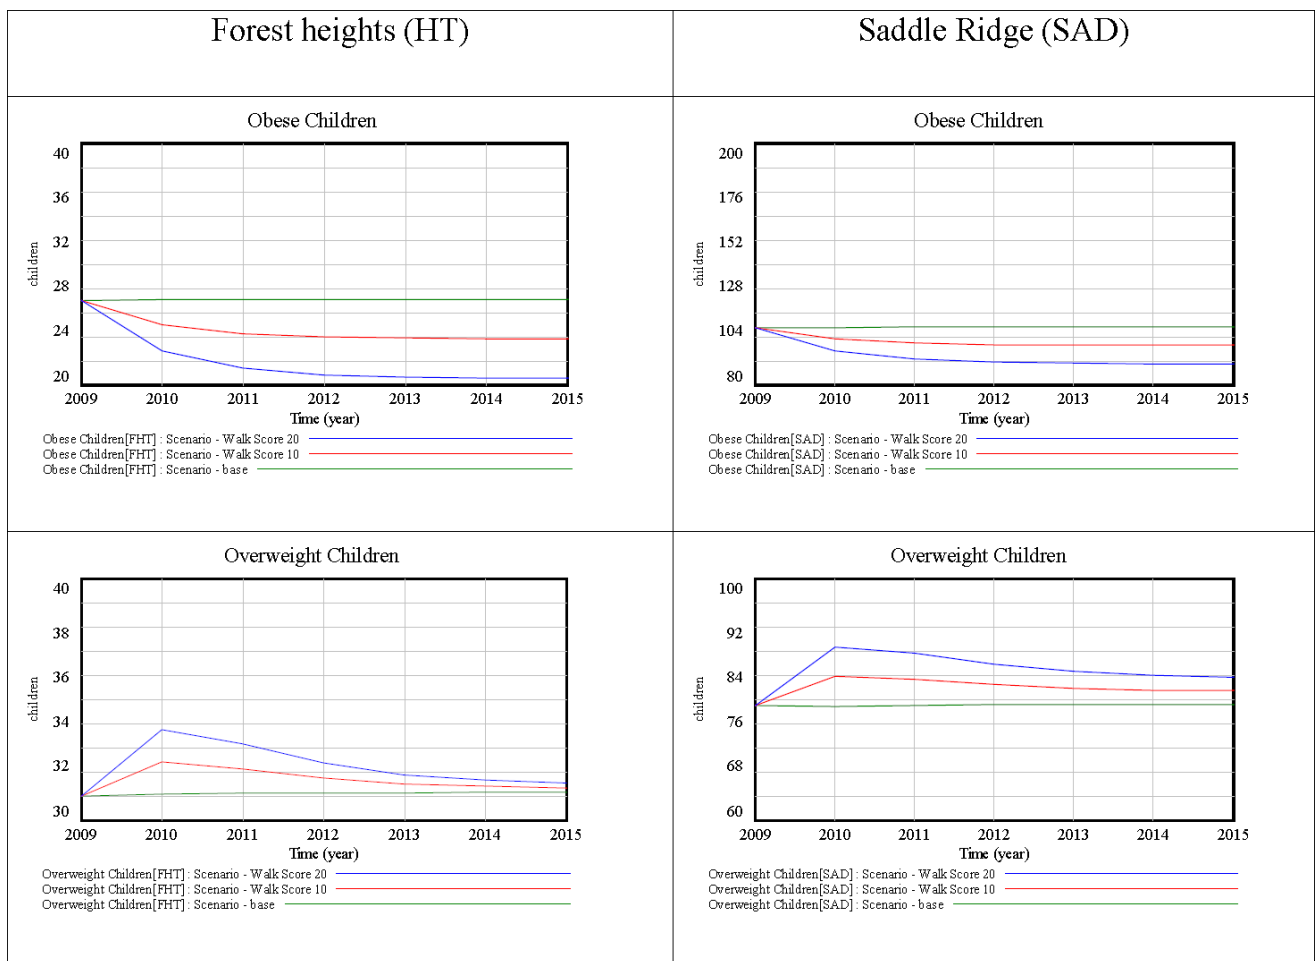 Forest heights (HT)
Saddle Ridge (SAD)
Obese Children
40
36
32
28
24
20
children
2009 2010 2011 2012 2013 2014 2015
Time (year)
Obese Children[FHT] : Scenario - Walk Score 20
Obese Children[FHT] : Scenario - Walk Score 10
Obese Children[FHT] : Scenario - base
Obese Children
200
176
152
128
104
80
children
2009 2010 2011 2012 2013 2014 2015
Time (year)
Obese Children[SAD] : Scenario - Walk Score 20
Obese Children[SAD] : Scenario - Walk Score 10
Obese Children[SAD] : Scenario - base
Overweight Children
40
38
36
34
32
30
children
2009 2010 2011 2012 2013 2014 2015
Time (year)
Overweight Children[FHT] : Scenario - Walk Score 20
Overweight Children[FHT] : Scenario - Walk Score 10
Overweight Children[FHT] : Scenario - base
Overweight Children
100
92
84
76
68
60
children
2009 2010 2011 2012 2013 2014 2015
Time (year)
Overweight Children[SAD] : Scenario - Walk Score 20
Overweight Children[SAD] : Scenario - Walk Score 10
Overweight Children[SAD] : Scenario - base